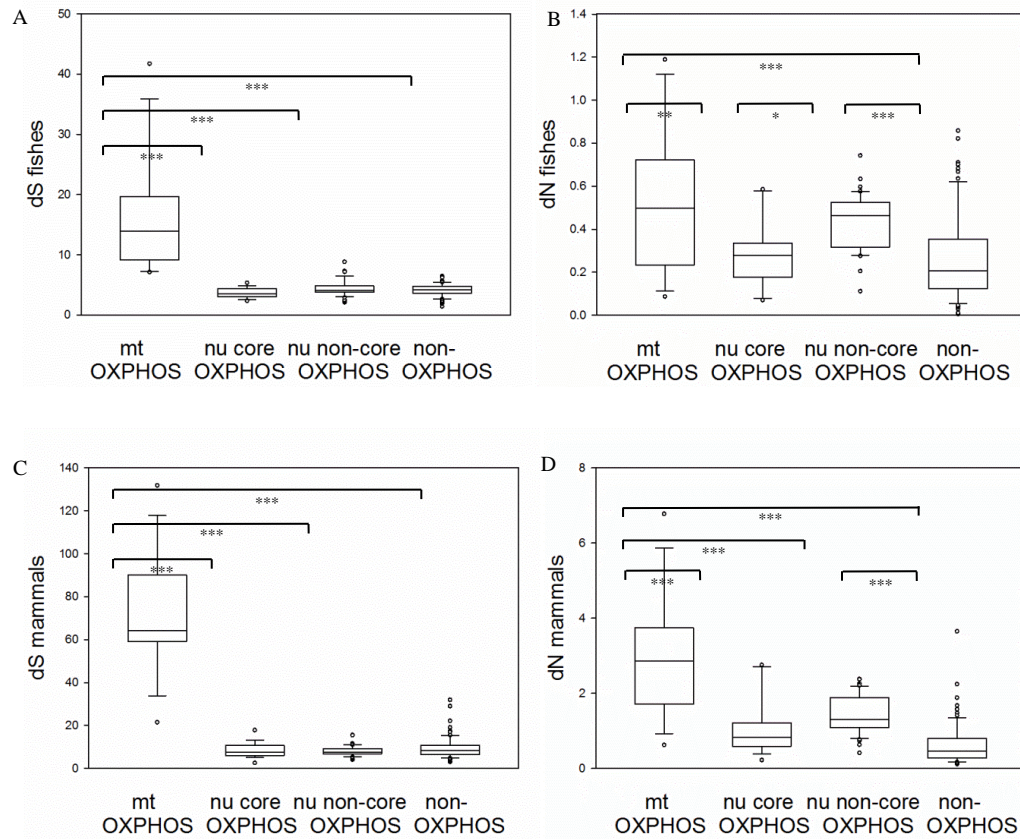 A
50
40
30
20
10
0
dS fishes
***
***
***
mt
OXPHOS
nu core
OXPHOS
nu non-core
OXPHOS
non-
OXPHOS
B
1.4
1.2
1.0
0.8
0.6
0.4
0.2
0.0
dN fishes
***
**
*
***
mt
OXPHOS
nu core
OXPHOS
nu non-core
OXPHOS
non-
OXPHOS
C
140
120
100
80
60
40
20
0
dS mammals
***
***
***
mt
OXPHOS
nu core
OXPHOS
nu non-core
OXPHOS
non-
OXPHOS
D
8
6
4
2
0
dN mammals
***
***
***
***
mt
OXPHOS
nu core
OXPHOS
nu non-core
OXPHOS
non-
OXPHOS